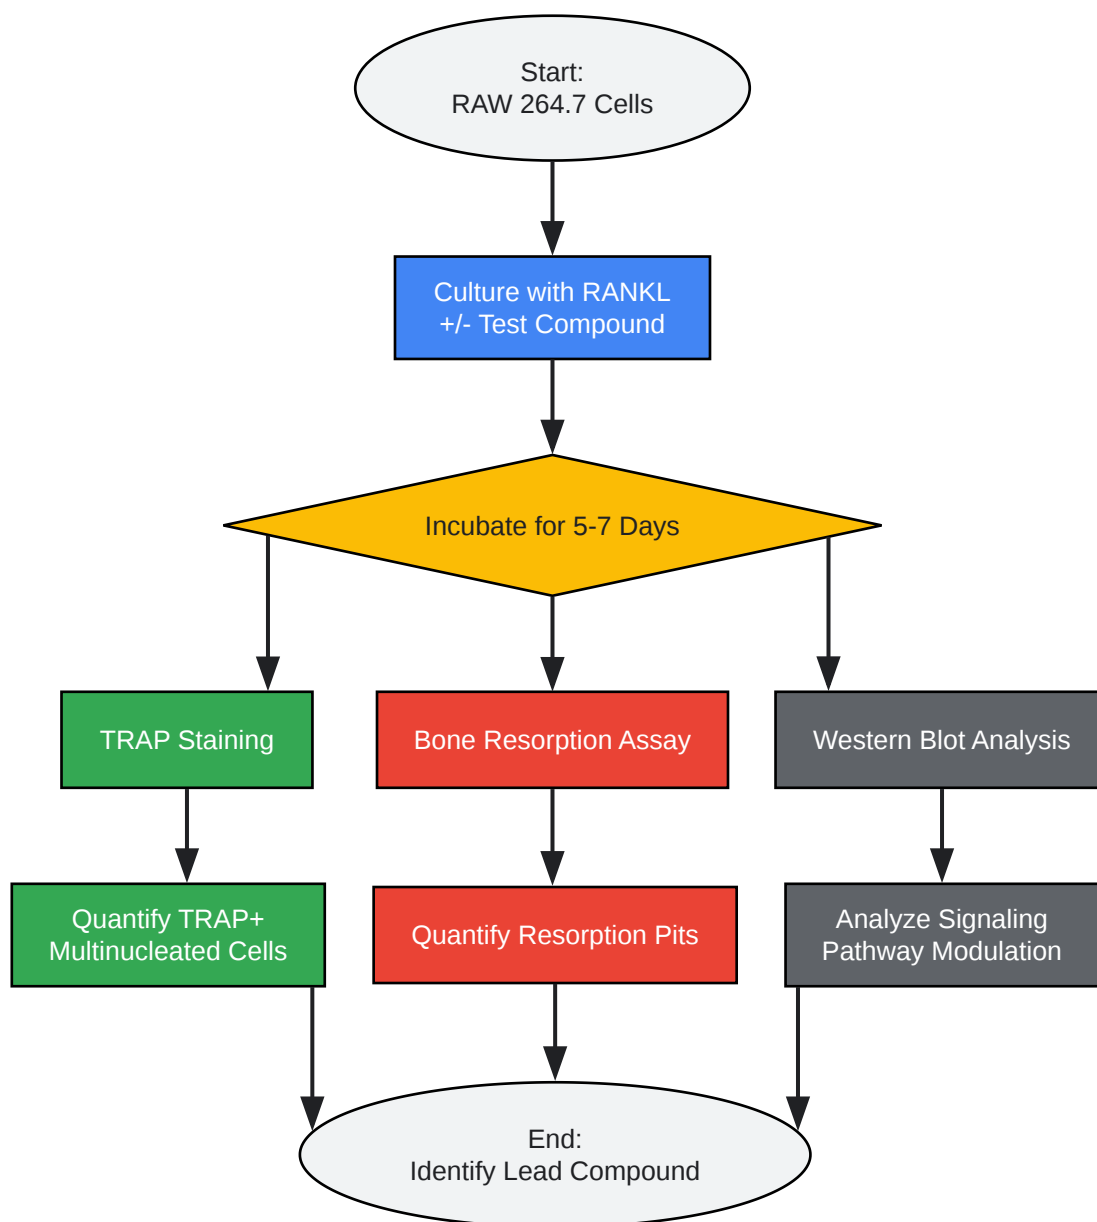 Start:
RAW 264.7 Cells
Culture with RANKL
+/- Test Compound
Incubate for 5-7 Days
TRAP Staining
Bone Resorption Assay
Western Blot Analysis
Quantify TRAP+
Multinucleated Cells
Quantify Resorption Pits
Analyze Signaling
Pathway Modulation
End:
Identify Lead Compound